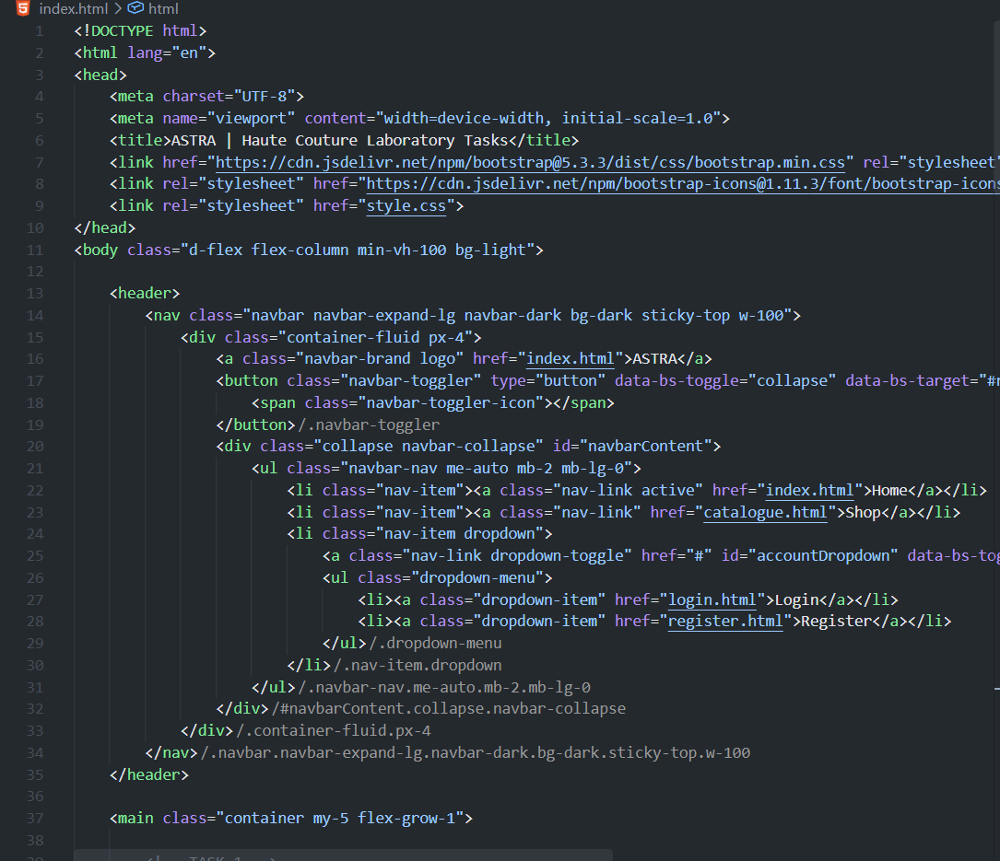 index.html > html
1 <!DOCTYPE html>
2 <html lang="en">
3 <head>
4 <meta charset="UTF-8">
5 <meta name="viewport" content="width=device-width, initial-scale=1.0">
6 <title>ASTRA | Haute Couture Laboratory Tasks</title>
7 <link href="https://cdn.jsdelivr.net/npm/bootstrap@5.3.3/dist/css/bootstrap.min.css" rel="stylesheet"
8 <link rel="stylesheet" href="https://cdn.jsdelivr.net/npm/bootstrap-icons@1.11.3/font/bootstrap-icons
9 <link rel="stylesheet" href="style.css">
10 </head>
11 <body class="d-flex flex-column min-vh-100 bg-light">
12
13 <header>
14 <nav class="navbar navbar-expand-lg navbar-dark bg-dark sticky-top w-100">
15 <div class="container-fluid px-4">
16 <a class="navbar-brand logo" href="index.html">ASTRA</a>
17 <button class="navbar-toggler" type="button" data-bs-toggle="collapse" data-bs-target="#n
18 <span class="navbar-toggler-icon"></span>
19 </button>/.navbar-toggler
20 <div class="collapse navbar-collapse" id="navbarContent">
21 <ul class="navbar-nav me-auto mb-2 mb-lg-0">
22 <li class="nav-item"><a class="nav-link active" href="index.html">Home</a></li>
23 <li class="nav-item"><a class="nav-link" href="catalogue.html">Shop</a></li>
24 <li class="nav-item dropdown">
25 <a class="nav-link dropdown-toggle" href="#" id="accountDropdown" data-bs-tog
26 <ul class="dropdown-menu">
27 <li><a class="dropdown-item" href="login.html">Login</a></li>
28 <li><a class="dropdown-item" href="register.html">Register</a></li>
29 </ul>/.dropdown-menu
30 </li>/.nav-item.dropdown
31 </ul>/.navbar-nav.me-auto.mb-2.mb-lg-0
32 </div>/#navbarContent.collapse.navbar-collapse
33 </div>/.container-fluid.px-4
34 </nav>/.navbar.navbar-expand-lg.navbar-dark.bg-dark.sticky-top.w-100
35 </header>
36
37 <main class="container my-5 flex-grow-1">
38